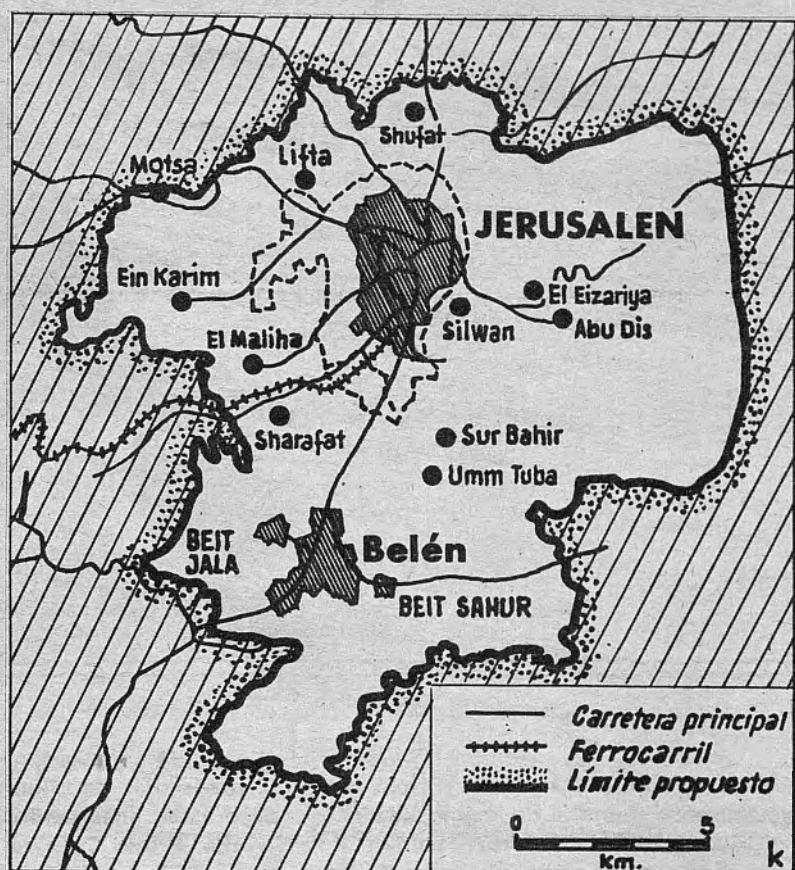 Shufat
Lifta
Motsa
JERUSALEN
Ein Karim
El Eizariya
Silwan
Abu Dis
El Maliha
Sharafat
Sur Bahir
Umm Tuba
BEIT
JALA
Belén
BEIT SAHUR
Carretera principal
Ferrocarril
Límite propuesto
0 5
Km.
k